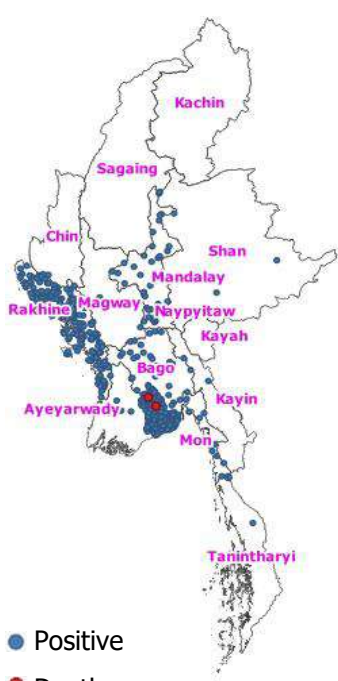 Kachin
Sagaing
Chin
Shan
Mandalay
Rakhine
Magway
Naypyitaw
Kayah
Bago
Ayeyarwady
Kayin
Mon
Tanintharyi
Positive